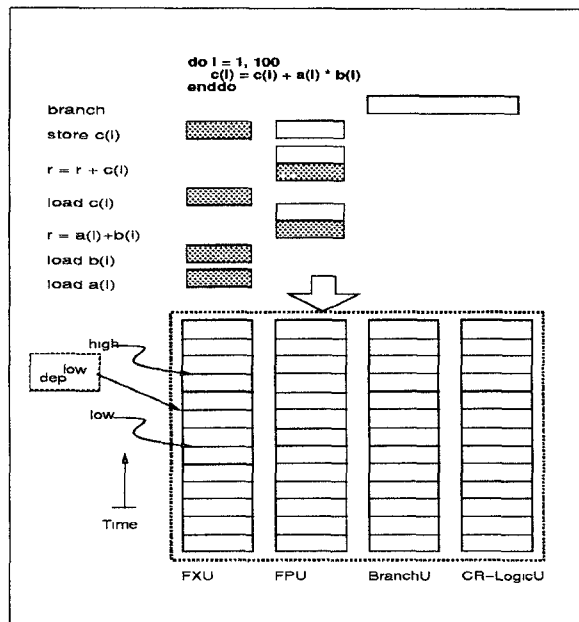 do I = 1, 100
c(I) = c(I) + a(I) * b(I)
enddo
branch
store c(I)
r = r + c(I)
load c(I)
r = a(I)+b(I)
load b(I)
load a(I)
high
low
dep
low
Time
FXU FPU BranchU CR-LogicU